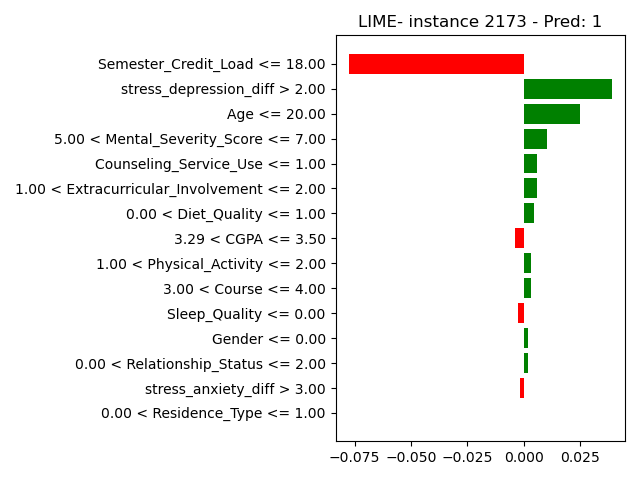 LIME- instance 2173 - Pred: 1
Semester_Credit_Load <= 18.00
stress_depression_diff > 2.00
Age <= 20.00
5.00 < Mental_Severity_Score <= 7.00
Counseling_Service_Use <= 1.00
1.00 < Extracurricular_Involvement <= 2.00
0.00 < Diet_Quality <= 1.00
3.29 < CGPA <= 3.50
1.00 < Physical_Activity <= 2.00
3.00 < Course <= 4.00
Sleep_Quality <= 0.00
Gender <= 0.00
0.00 < Relationship_Status <= 2.00
stress_anxiety_diff > 3.00
0.00 < Residence_Type <= 1.00
−0.075 −0.050 −0.025 0.000 0.025